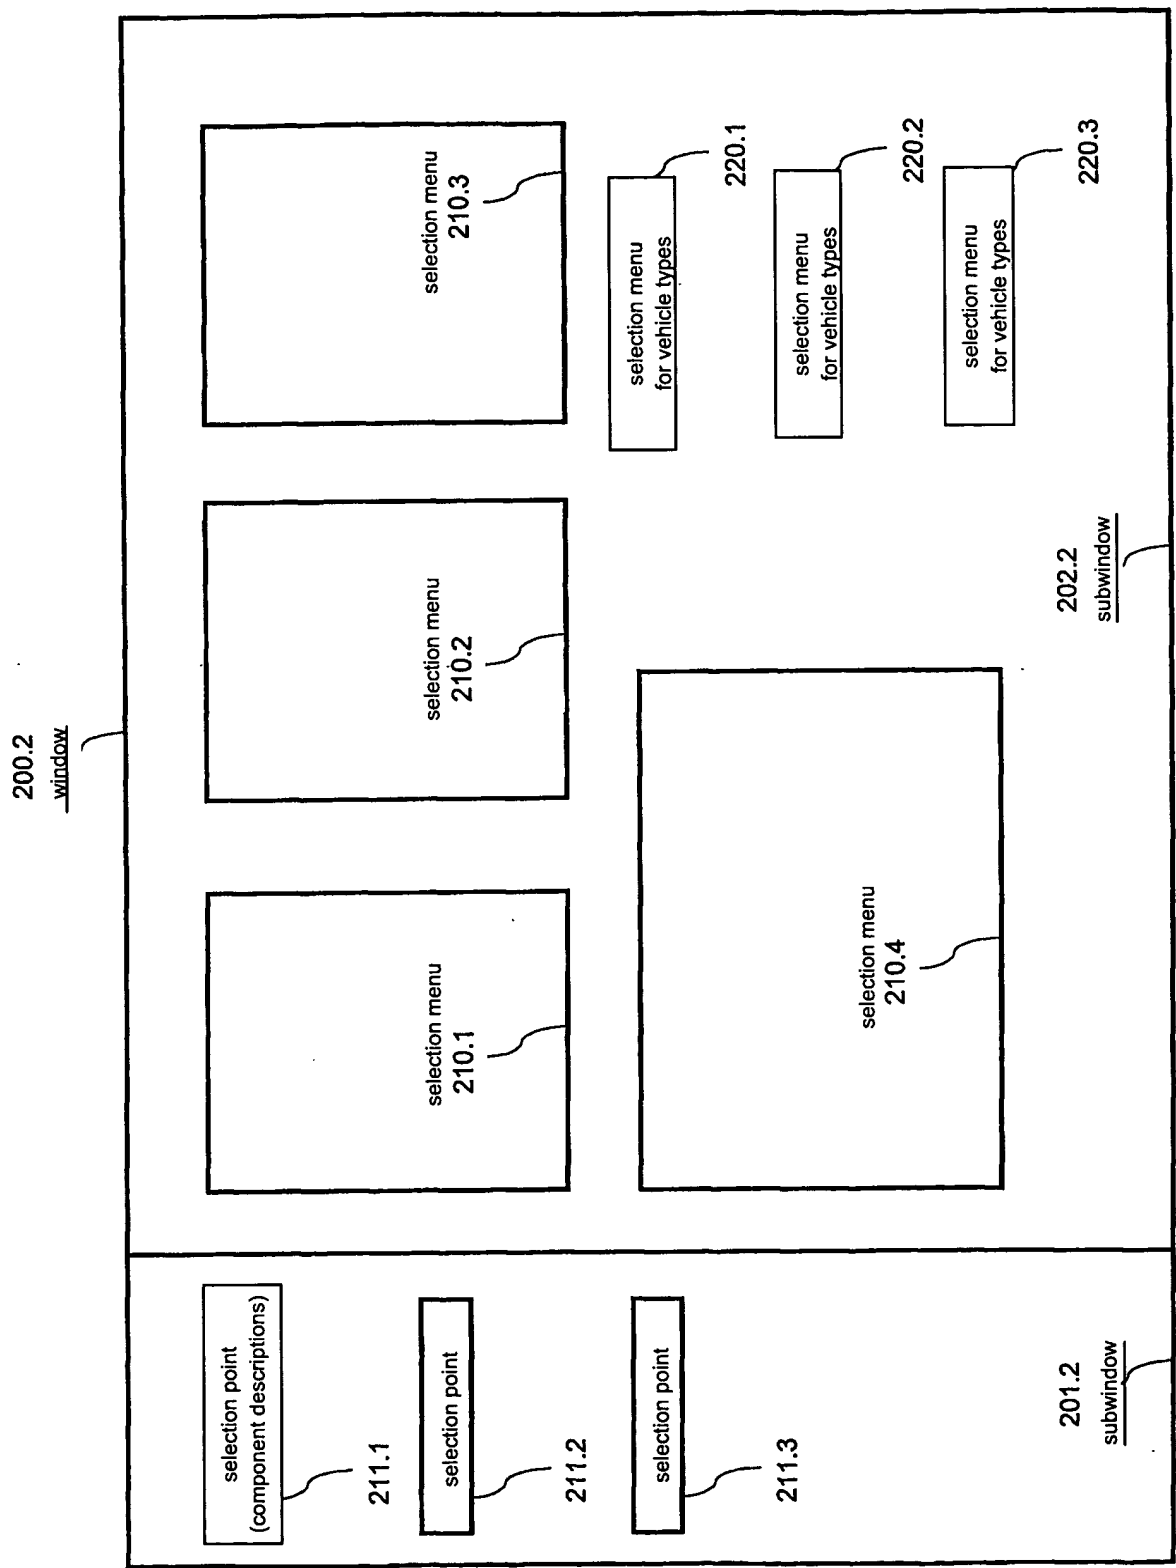 200.2
window
selection point
(component descriptions)
211.1
selection point
211.2
selection point
211.3
201.2
subwindow
selection menu
210.1
selection menu
210.2
selection menu
210.3
selection menu
210.4
selection menu
for vehicle types
220.1
selection menu
for vehicle types
220.2
selection menu
for vehicle types
220.3
202.2
subwindow